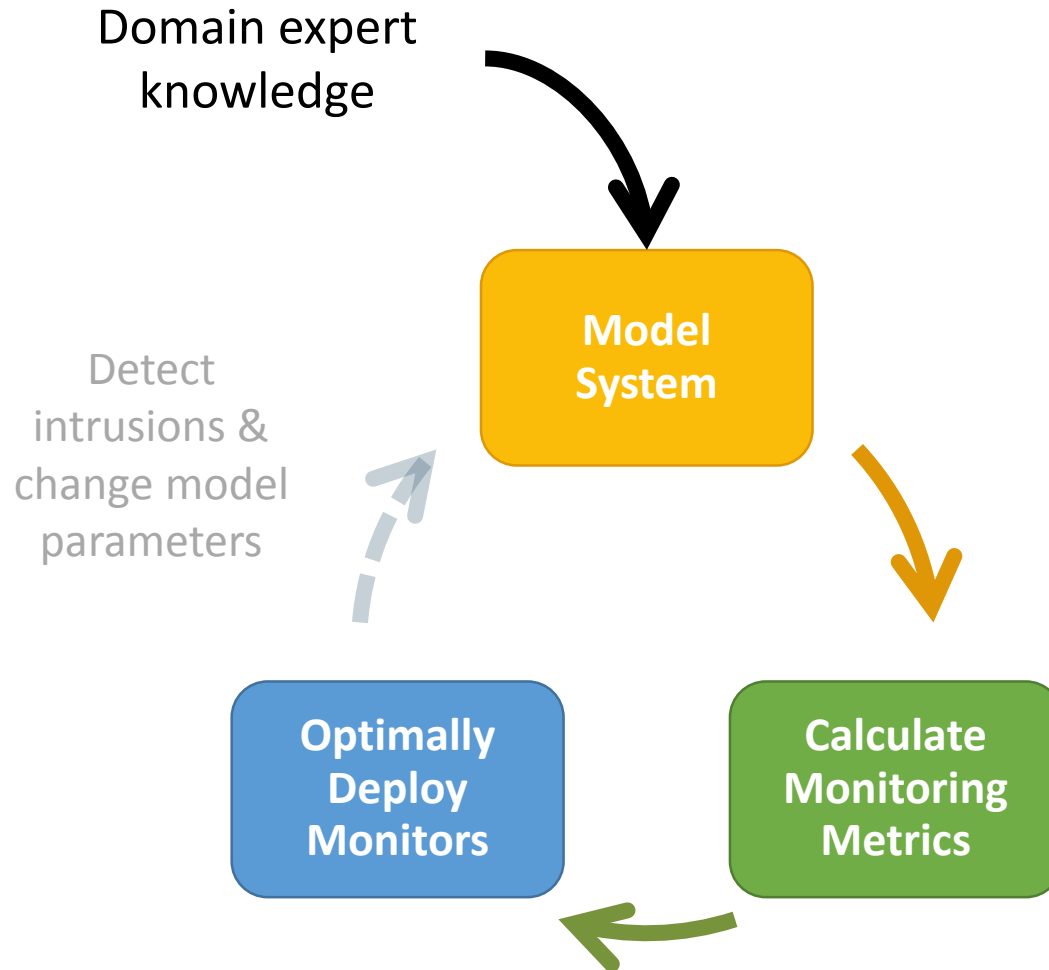 Domain expert
knowledge
Model
System
Detect
intrusions &
change model
parameters
Optimally
Deploy
Monitors
Calculate
Monitoring
Metrics